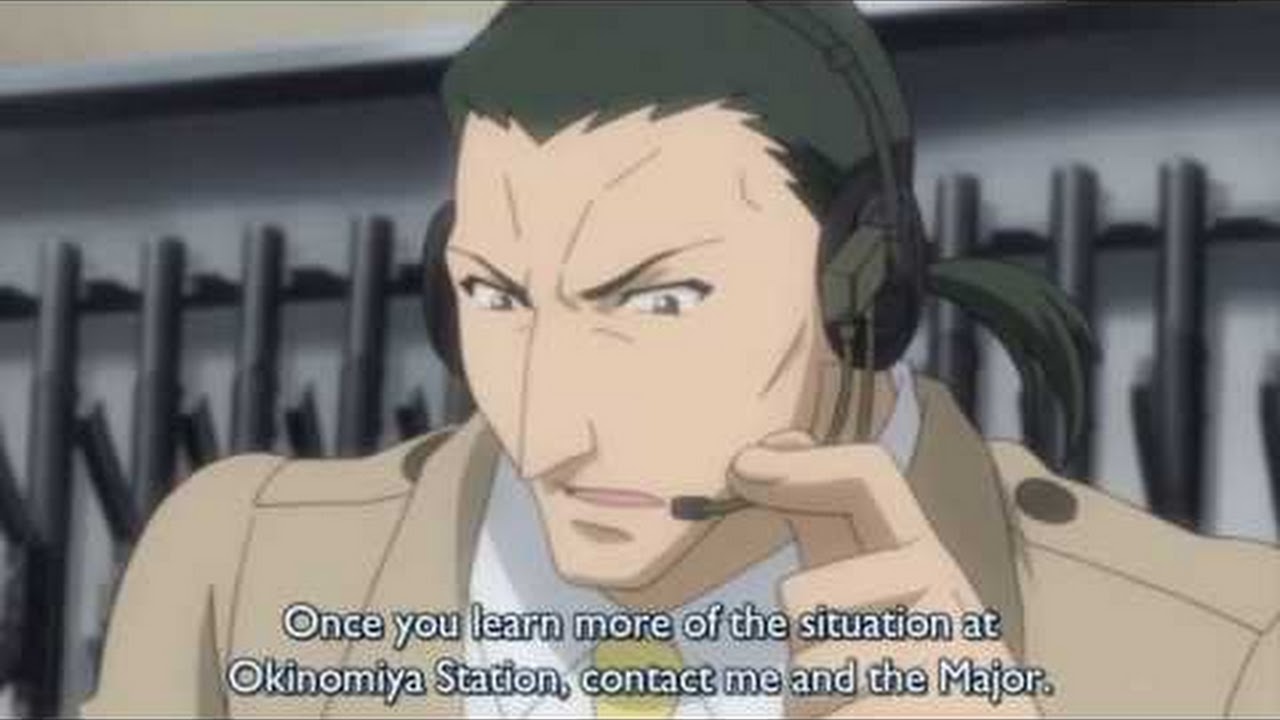 Once you learn more of the situation at
Okinomiya Station, contact me and the Major.